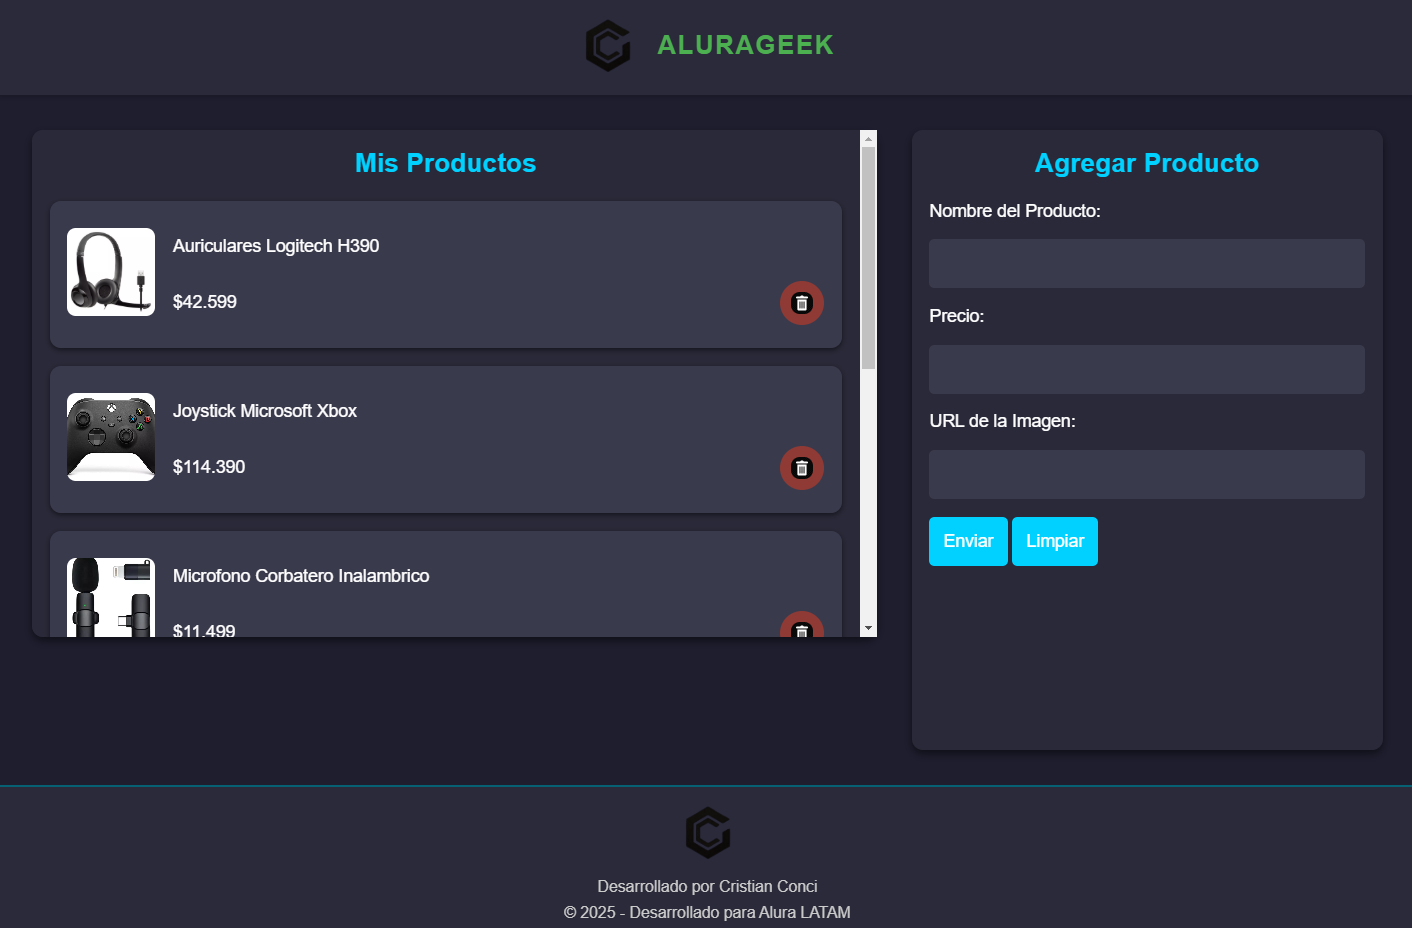 ALURAGEEK
Mis Productos
Auriculares Logitech H390
$42.599
Joystick Microsoft Xbox
$114.390
Microfono Corbatero Inalambrico
$11.499
Agregar Producto
Nombre del Producto:
Precio:
URL de la Imagen:
Enviar Limpiar
Desarrollado por Cristian Conci
© 2025 - Desarrollado para Alura LATAM